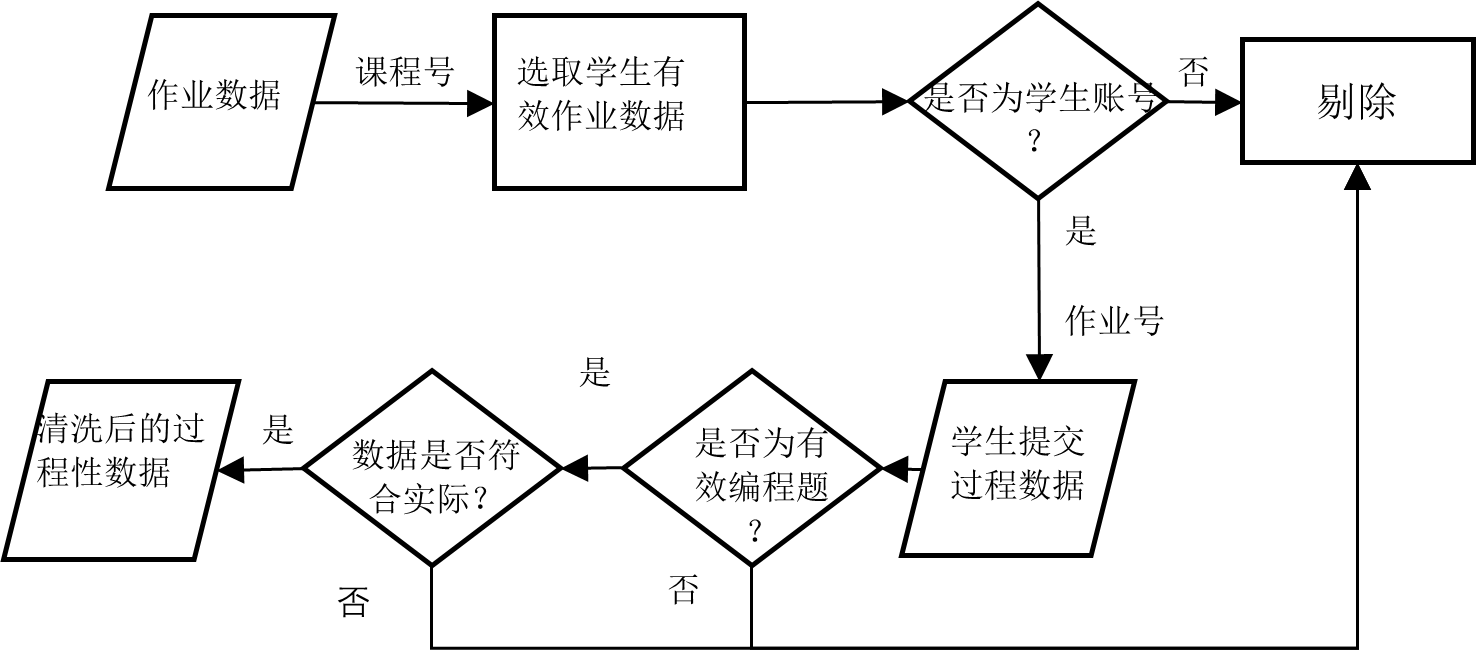 作业数据
课程号
选取学生有
效作业数据
是否为学生账号
？
否
剔除
是
作业号
学生提交
过程数据
是否为有
效编程题
？
是
否
数据是否符
合实际？
是
否
清洗后的过
程性数据